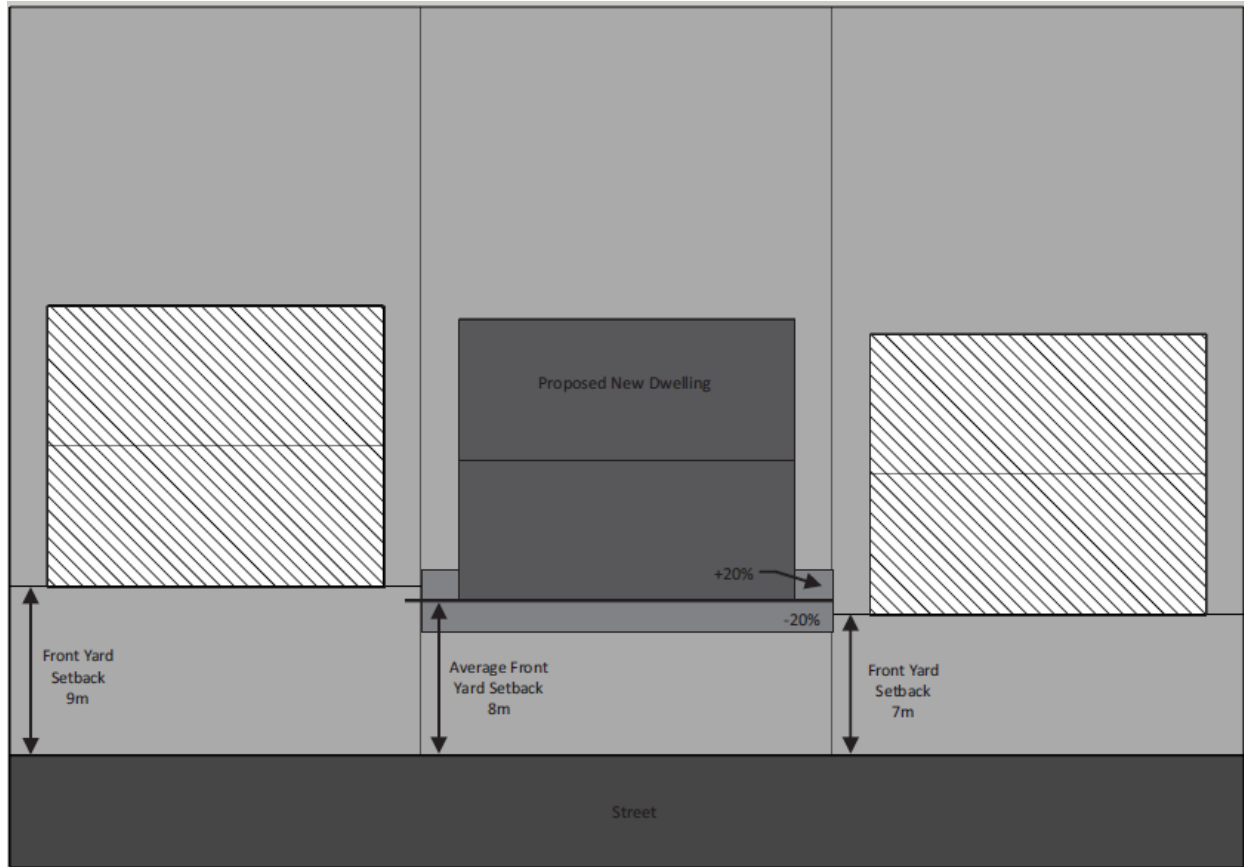 Proposed New Dwelling
+20%
-20%
Front Yard
Setback
9m
Average Front
Yard Setback
8m
Front Yard
Setback
7m
Street